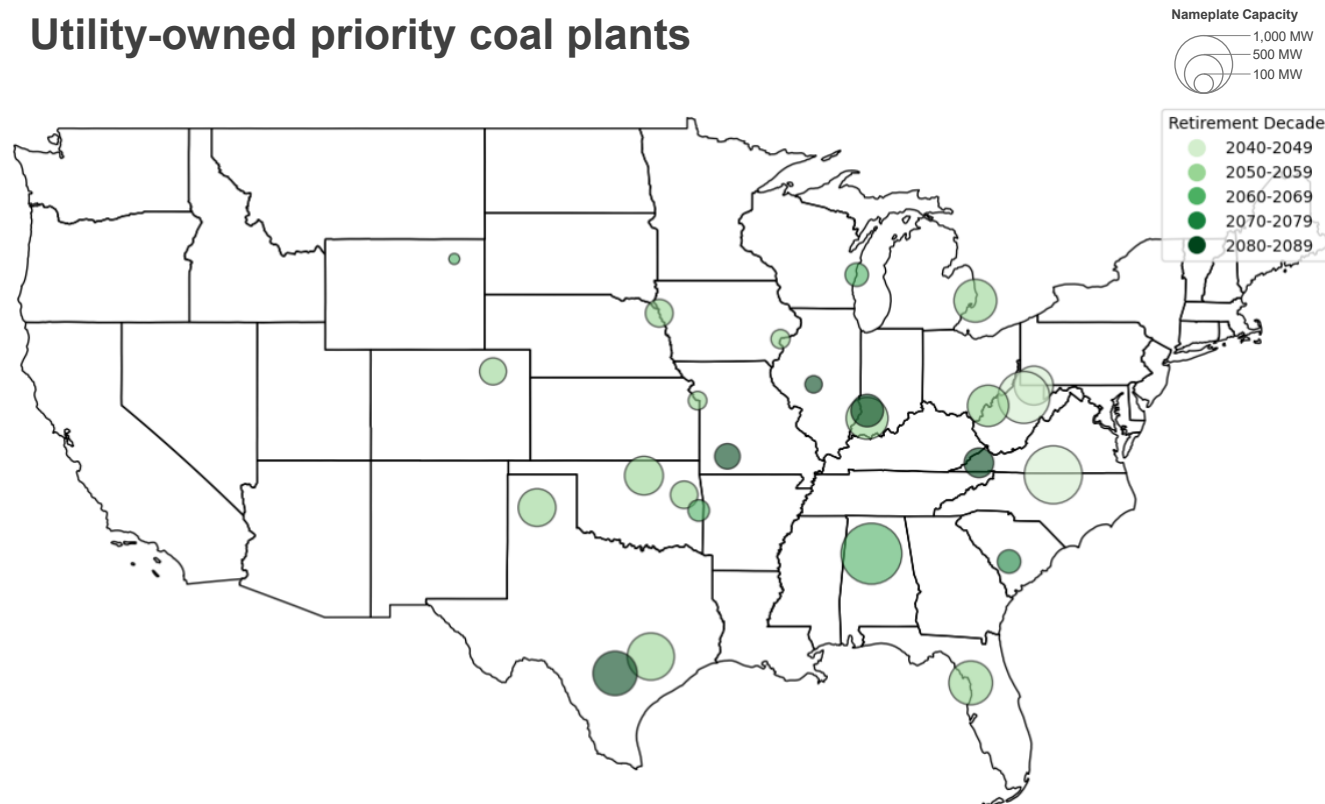 Utility-owned priority coal plants
Nameplate Capacity
1,000 MW
500 MW
100 MW
Retirement Decade
2040-2049
2050-2059
2060-2069
2070-2079
2080-2089